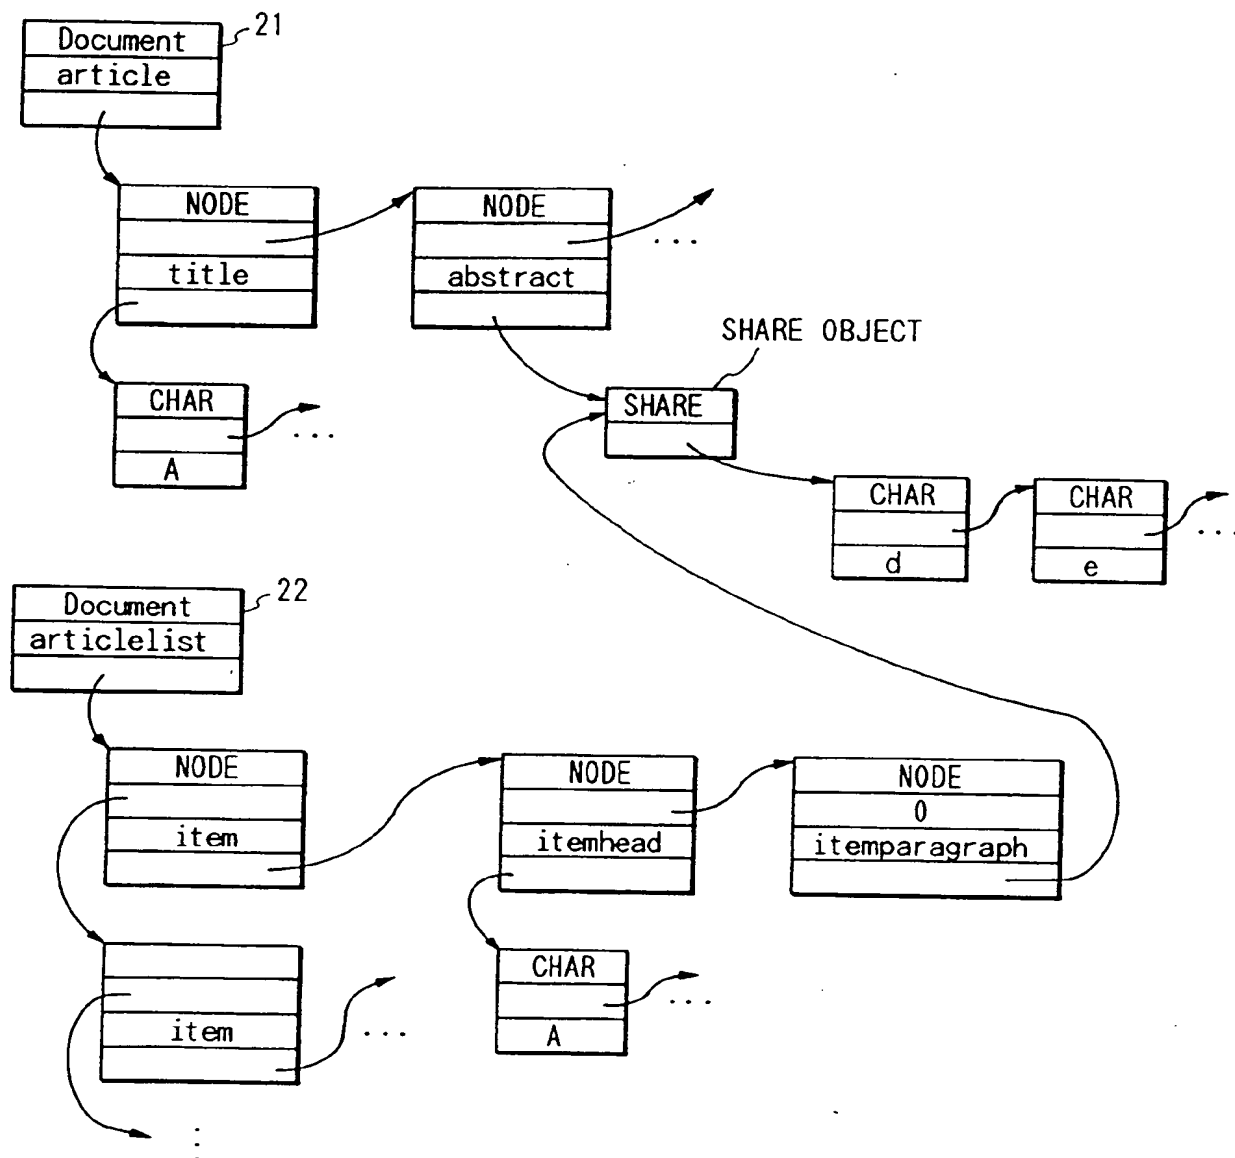 Document
21
article
NODE
title
NODE
abstract
...
CHAR
A
...
SHARE OBJECT
SHARE
CHAR
d
CHAR
e
...
Document
22
articlelist
NODE
item
NODE
itemhead
NODE
0
itemparagraph
item
...
CHAR
A
...